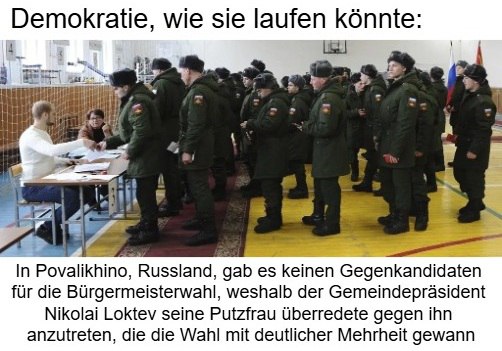 Demokratie, wie sie laufen könnte:
In Povalikhino, Russland, gab es keinen Gegenkandidaten
für die Bürgermeisterwahl, weshalb der Gemeindepräsident
Nikolai Loktev seine Putzfrau überredete gegen ihn
anzutreten, die die Wahl mit deutlicher Mehrheit gewann